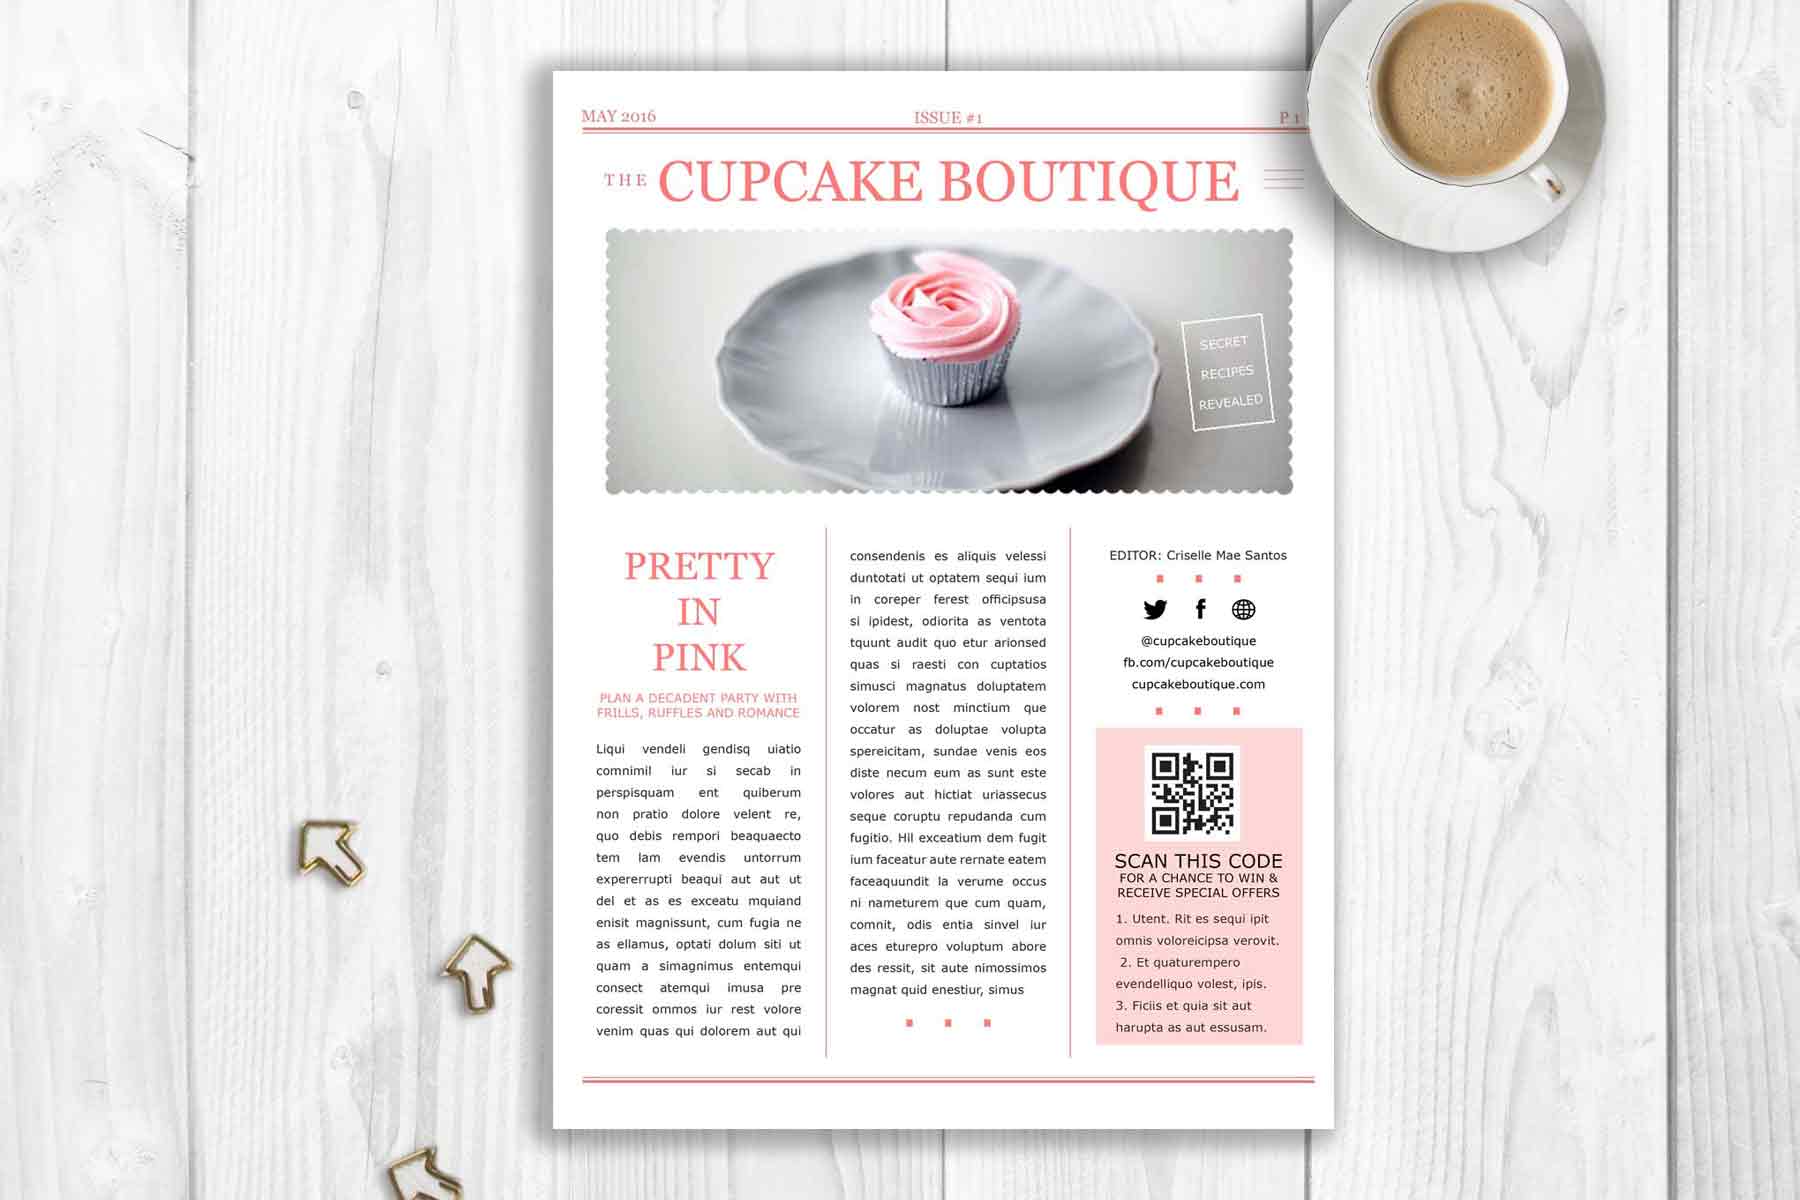 MAY 2016
ISSUE #1
P 1
THE CUPCAKE BOUTIQUE
SECRET
RECIPES
REVEALED
PRETTY
IN
PINK
PLAN A DECADENT PARTY WITH
FRILLS, RUFFLES AND ROMANCE
Liqui vendeli gendisq uiatio
comnimil iur si secab in
perspisquam ent quiberum
non pratio dolore velent re,
quo debis rempori beaquaecto
tem lam evendis untorrum
expererrupti beaqui aut aut ut
del et as es exceatu mquiand
enisit magnissunt, cum fugia ne
as ellamus, optati dolum siti ut
quam a simagnimus entemqui
consect atemqui imusa pre
coressit ommos iur rest volore
venim quas qui dolorem aut qui
consendenis es aliquis velessi
duntotati ut optatem sequi ium
in coreper ferest officipsusa
si ipidest, odiorita as ventota
tquunt audit quo etur arionsed
quas si raesti con cuptatios
simusci magnatus doluptatem
volorem nost minctium que
occatur as doluptae volupta
spereicitam, sundae venis eos
diste necum eum as sunt este
volores aut hictiat uriassecus
seque coruptu repudanda cum
fugitio. Hil exceatium dem fugit
ium faceatur aute rernate eatem
faceaquundit la verume occus
ni nameturem que cum quam,
comnit, odis entia sinvel iur
aces eturepro voluptum abore
des ressit, sit aute nimossimos
magnat quid enestiur, simus
EDITOR: Criselle Mae Santos
@cupcakeboutique
fb.com/cupcakeboutique
cupcakeboutique.com
SCAN THIS CODE
FOR A CHANCE TO WIN &
RECEIVE SPECIAL OFFERS
1. Utent. Rit es sequi ipit
omnis voloreicipsa verovit.
2. Et quaturempero
evendelliquo volest, ipis.
3. Ficiis et quia sit aut
harupta as aut essusam.